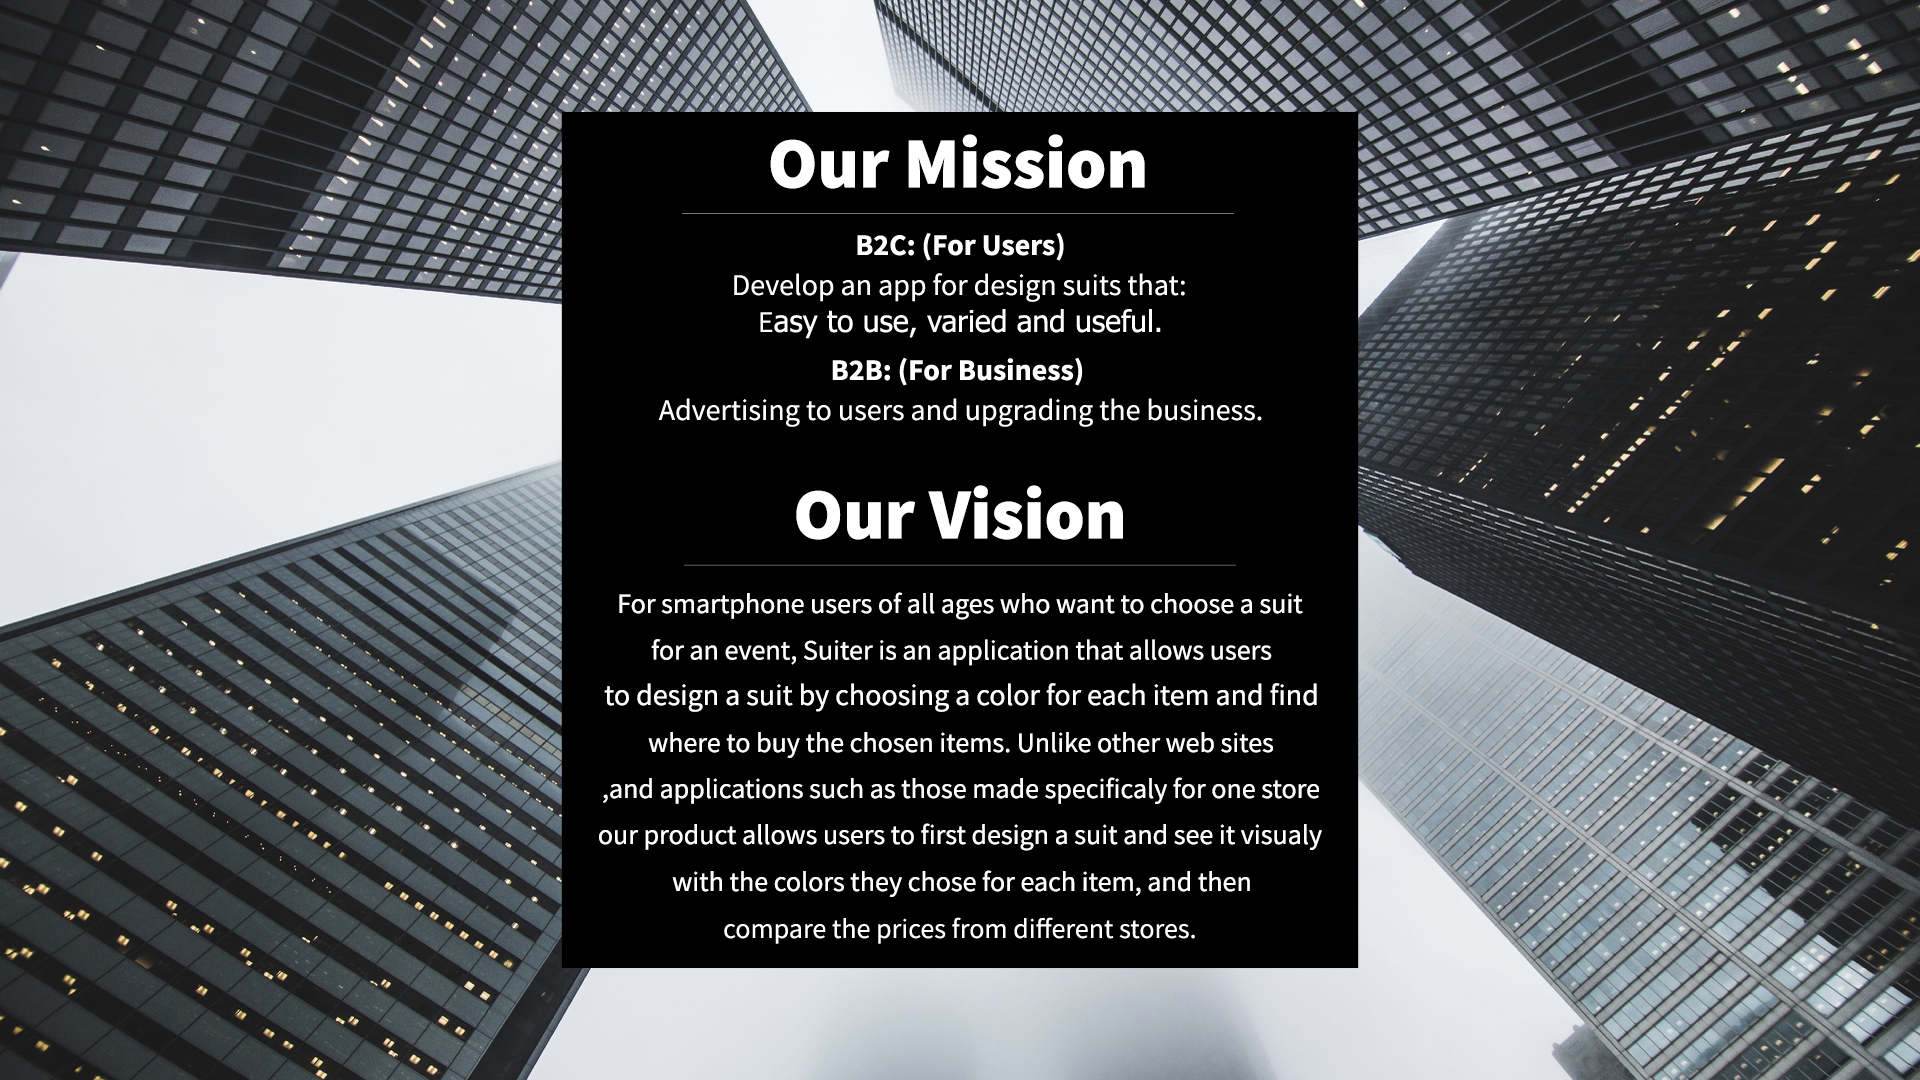 Our Mission
B2C: (For Users)
Develop an app for design suits that:
Easy to use, varied and useful.
B2B: (For Business)
Advertising to users and upgrading the business.
Our Vision
For smartphone users of all ages who want to choose a suit
for an event, Suiter is an application that allows users
to design a suit by choosing a color for each item and find
where to buy the chosen items. Unlike other web sites
,and applications such as those made specificaly for one store
our product allows users to first design a suit and see it visualy
with the colors they chose for each item, and then
compare the prices from different stores.